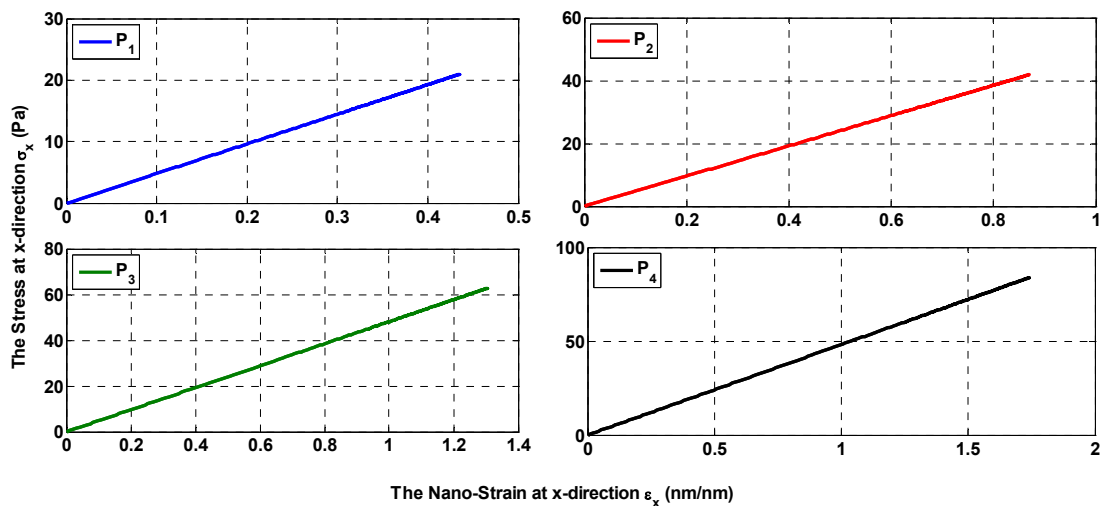 The Stress at x-direction σx (Pa)
30
20
10
0
P1
0 0.1 0.2 0.3 0.4 0.5
60
40
20
0
P2
0 0.2 0.4 0.6 0.8 1
80
60
40
20
0
P3
0 0.2 0.4 0.6 0.8 1 1.2 1.4
100
50
0
P4
0 0.5 1 1.5 2
The Nano-Strain at x-direction εx (nm/nm)